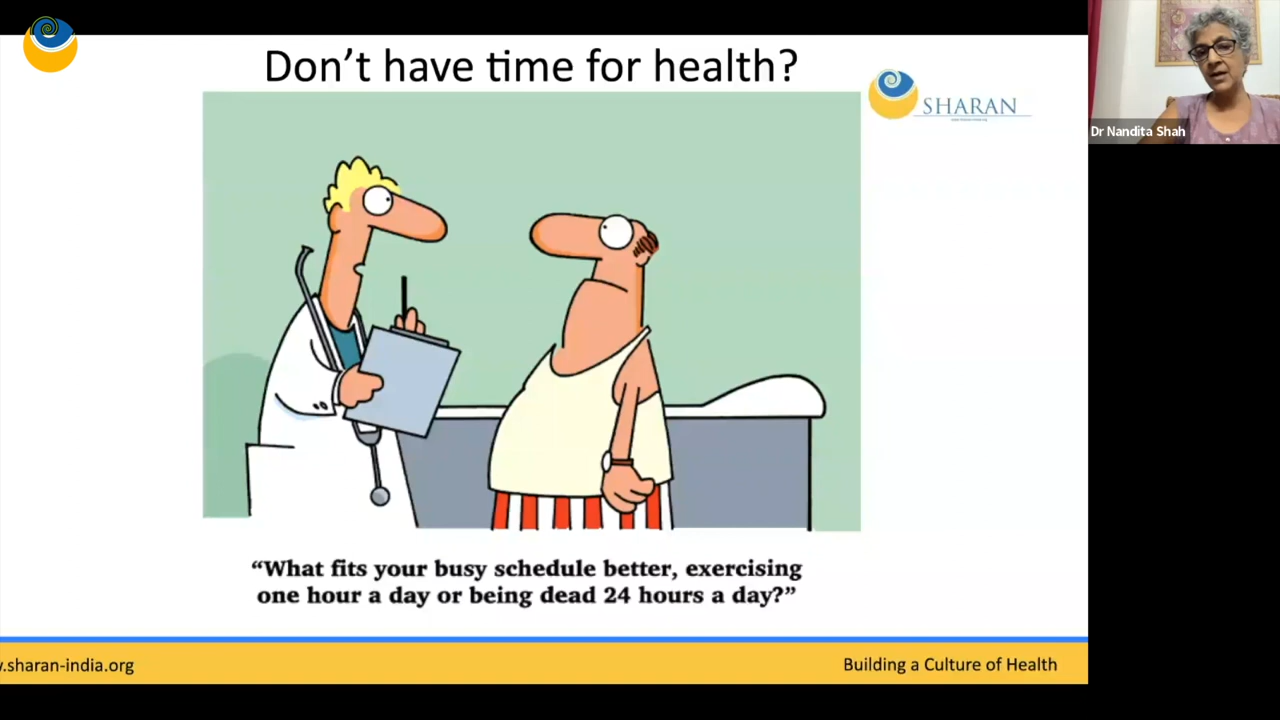 Don't have time for health?
SHARAN
Dr Nandita Shah
“What fits your busy schedule better, exercising
one hour a day or being dead 24 hours a day?”
.sharan-india.org
Building a Culture of Health